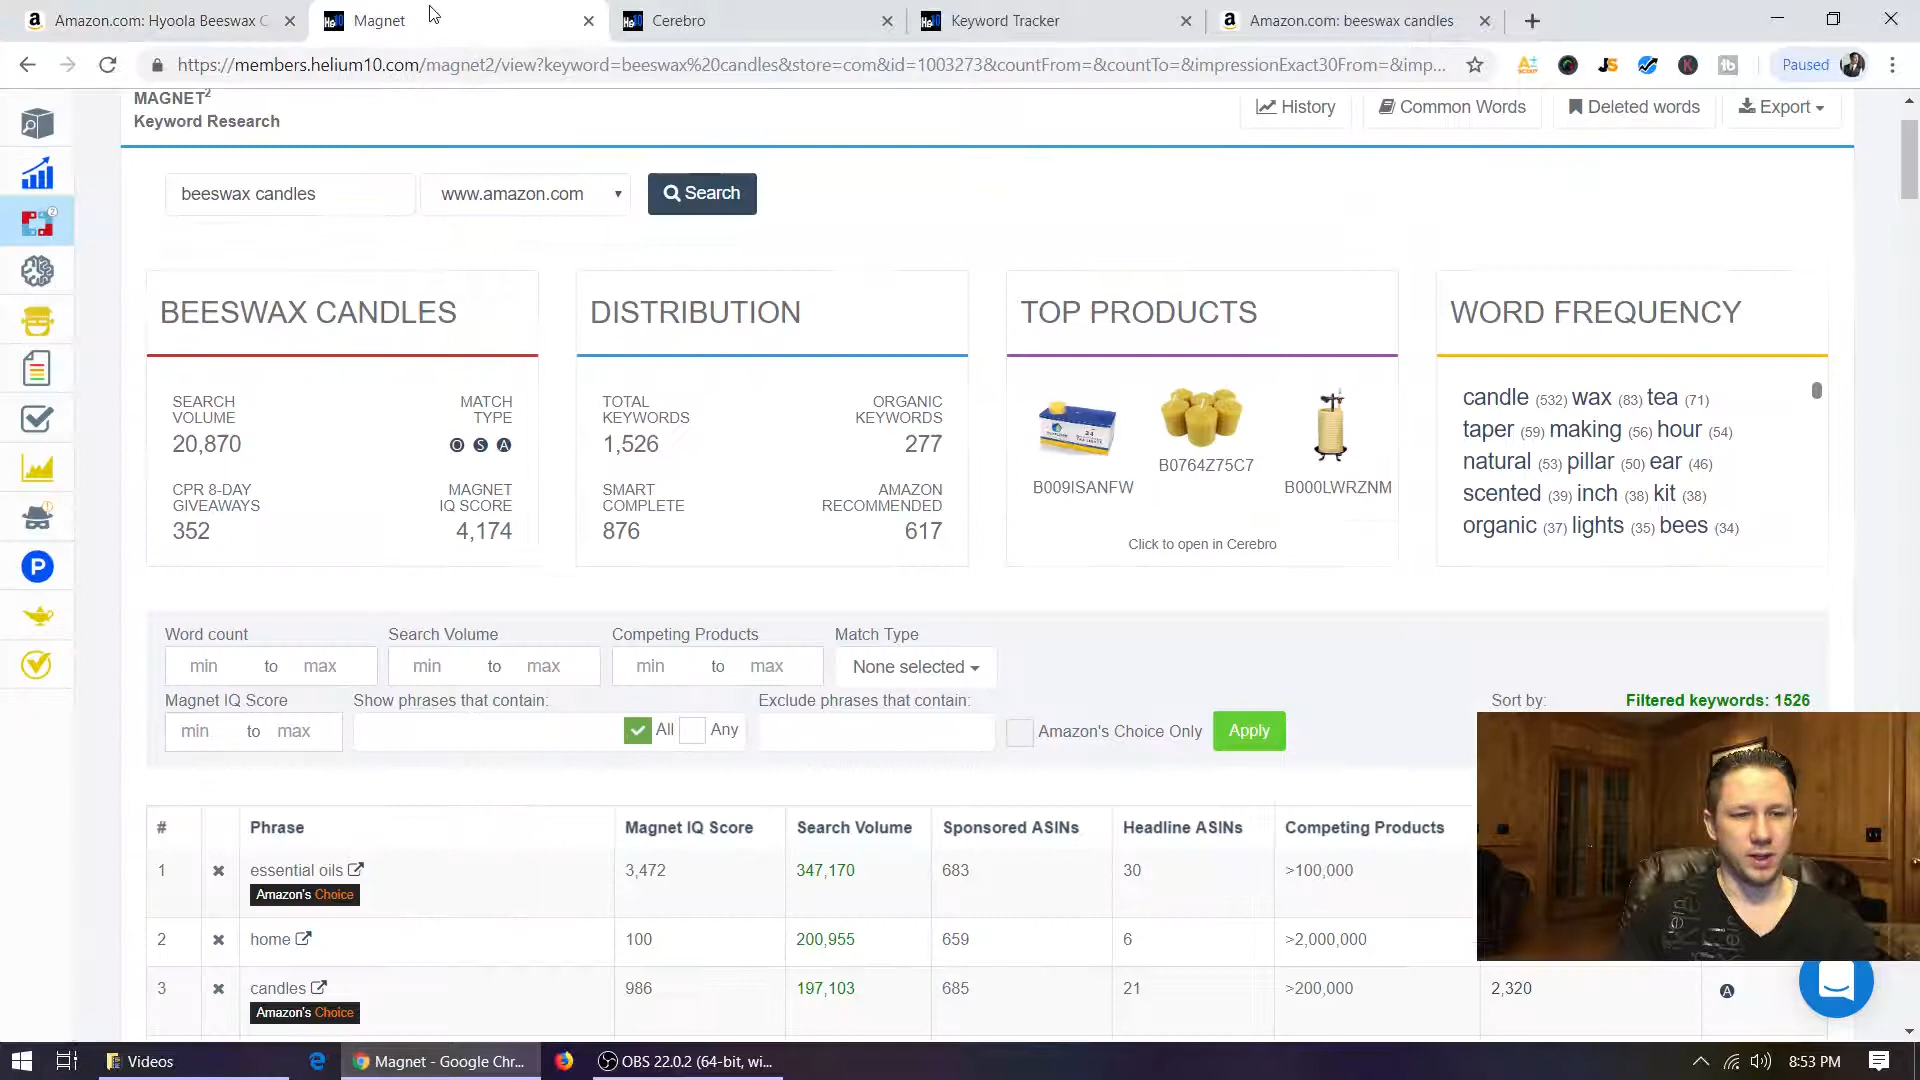 Amazon.com: Hyoola Beeswax C
Magnet
Cerebro
Keyword Tracker
Amazon.com: beeswax candles
https://members.helium10.com/magnet2/view?keyword=beeswax%20candles&store=com&id=1003273&countFrom=&countTo=&impressionExact30From=&imp...
Paused
MAGNET2
Keyword Research
History
Common Words
Deleted words
Export
beeswax candles
www.amazon.com
Search
BEESWAX CANDLES
SEARCH VOLUME
20,870
MATCH TYPE
O S A
CPR 8-DAY GIVEAWAYS
352
MAGNET IQ SCORE
4,174
DISTRIBUTION
TOTAL KEYWORDS
1,526
ORGANIC KEYWORDS
277
SMART COMPLETE
876
AMAZON RECOMMENDED
617
TOP PRODUCTS
B009ISANFW
B0764Z75C7
B000LWRZNM
Click to open in Cerebro
WORD FREQUENCY
candle (532) wax (83) tea (71)
taper (59) making (56) hour (54)
natural (53) pillar (50) ear (46)
scented (39) inch (38) kit (38)
organic (37) lights (35) bees (34)
Word count
min to max
Search Volume
min to max
Competing Products
min to max
Match Type
None selected
Magnet IQ Score
min to max
Show phrases that contain:
All Any
Exclude phrases that contain:
Amazon's Choice Only
Apply
Sort by:
Filtered keywords: 1526
# Phrase Magnet IQ Score Search Volume Sponsored ASINs Headline ASINs Competing Products
1 essential oils 3,472 347,170 683 30 >100,000
Amazon's Choice
2 home 100 200,955 659 6 >2,000,000
3 candles 986 197,103 685 21 >200,000 2,320 A
Amazon's Choice
Videos
Magnet - Google Chr...
OBS 22.0.2 (64-bit, wi...
8:53 PM